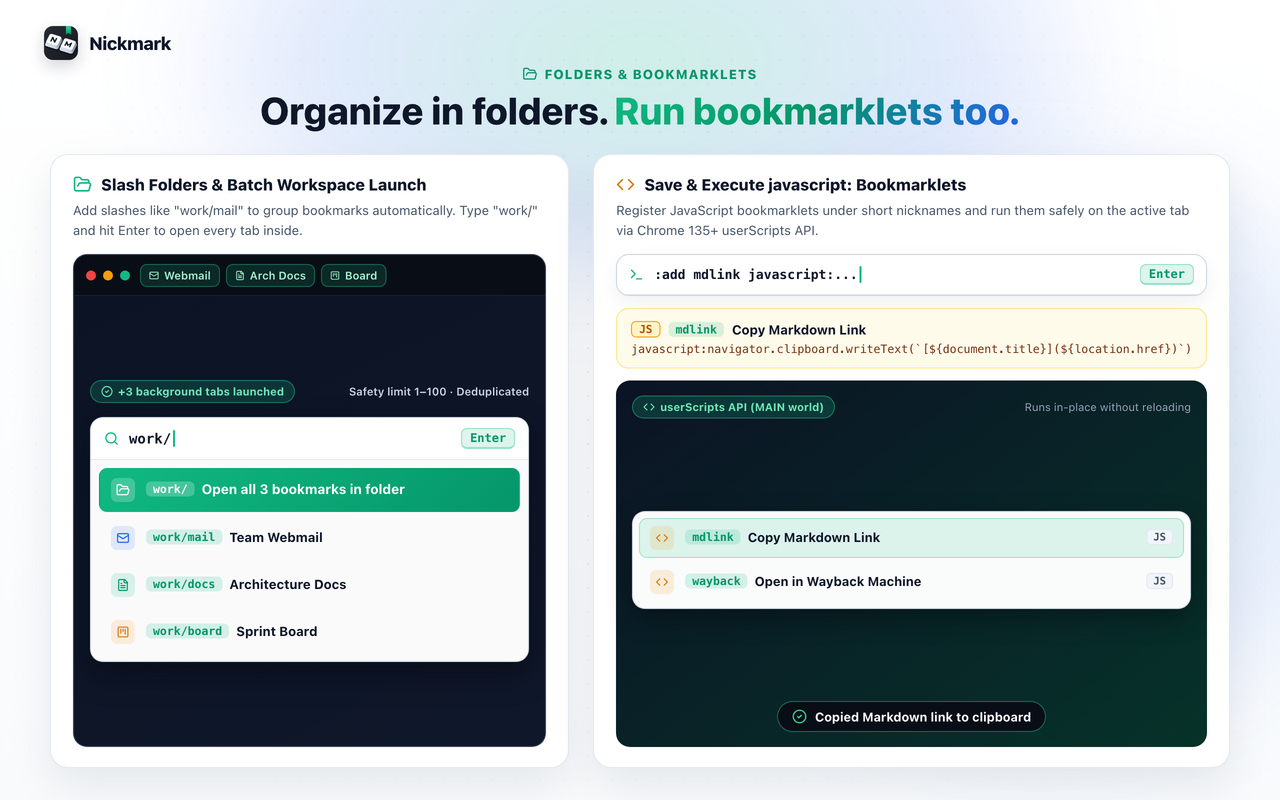 N M
Nickmark
FOLDERS & BOOKMARKLETS
Organize in folders. Run bookmarklets too.
Slash Folders & Batch Workspace Launch
Add slashes like "work/mail" to group bookmarks automatically. Type "work/"
and hit Enter to open every tab inside.
Webmail Arch Docs Board
+3 background tabs launched Safety limit 1–100 · Deduplicated
work/ Enter
work/ Open all 3 bookmarks in folder
work/mail Team Webmail
work/docs Architecture Docs
work/board Sprint Board
Save & Execute javascript: Bookmarklets
Register JavaScript bookmarklets under short nicknames and run them safely on the active tab
via Chrome 135+ userScripts API.
:add mdlink javascript:... Enter
JS mdlink Copy Markdown Link
javascript:navigator.clipboard.writeText(`[${document.title}](${location.href})`)
userScripts API (MAIN world) Runs in-place without reloading
mdlink Copy Markdown Link JS
wayback Open in Wayback Machine JS
Copied Markdown link to clipboard